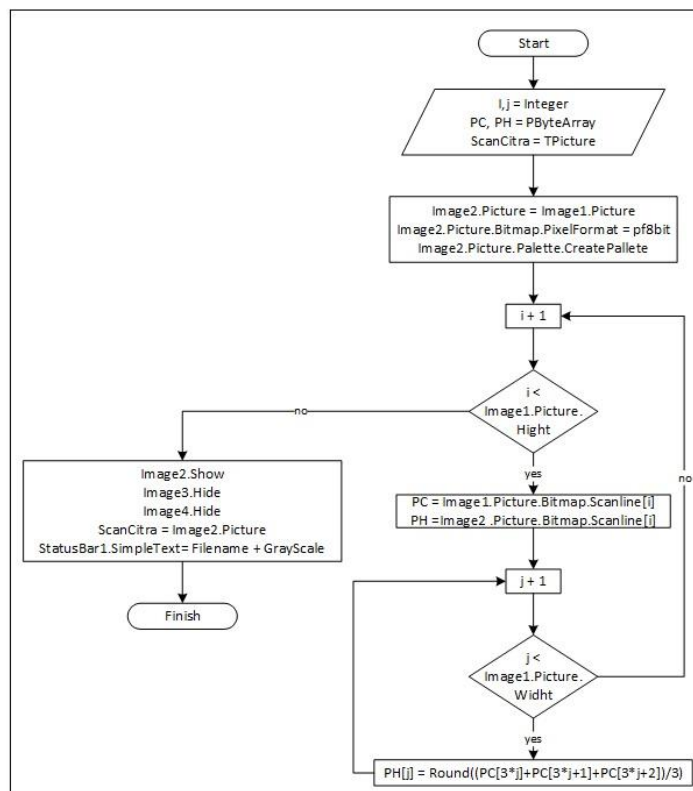 Start
I,j = Integer
PC, PH = PByteArray
ScanCitra = TPicture
Image2.Picture = Image1.Picture
Image2.Picture.Bitmap.PixelFormat = pf8bit
Image2.Picture.Palette.CreatePallete
i + 1
i <
Image1.Picture.
Hight
no
yes
Image2.Show
Image3.Hide
Image4.Hide
ScanCitra = Image2.Picture
StatusBar1.SimpleText= Filename + GrayScale
Finish
PC = Image1.Picture.Bitmap.Scanline[i]
PH =Image2 .Picture.Bitmap.Scanline[i]
j + 1
j <
Image1.Picture.
Widht
no
yes
PH[j] = Round((PC[3*j]+PC[3*j+1]+PC[3*j+2])/3)